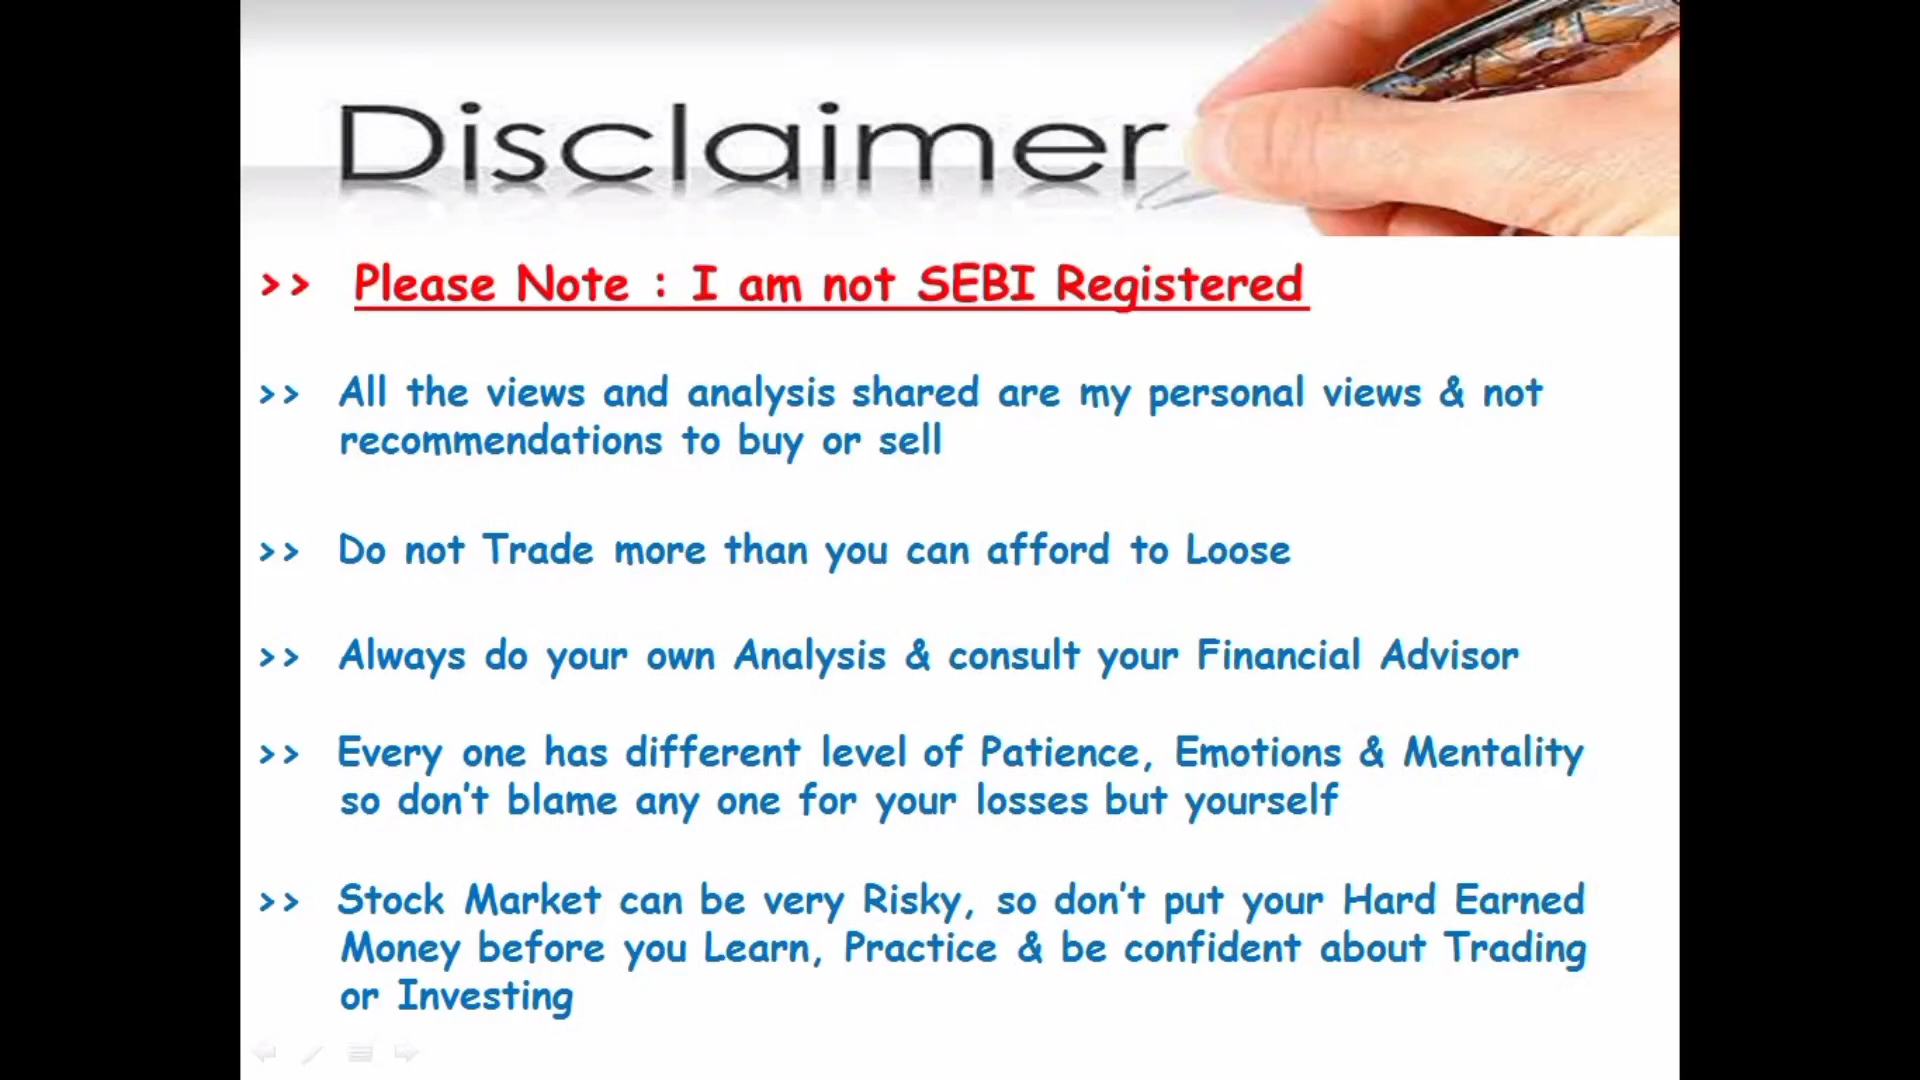 Disclaimer
>> Please Note : I am not SEBI Registered
>> All the views and analysis shared are my personal views & not
recommendations to buy or sell
>> Do not Trade more than you can afford to Loose
>> Always do your own Analysis & consult your Financial Advisor
>> Every one has different level of Patience, Emotions & Mentality
so don't blame any one for your losses but yourself
>> Stock Market can be very Risky, so don't put your Hard Earned
Money before you Learn, Practice & be confident about Trading
or Investing